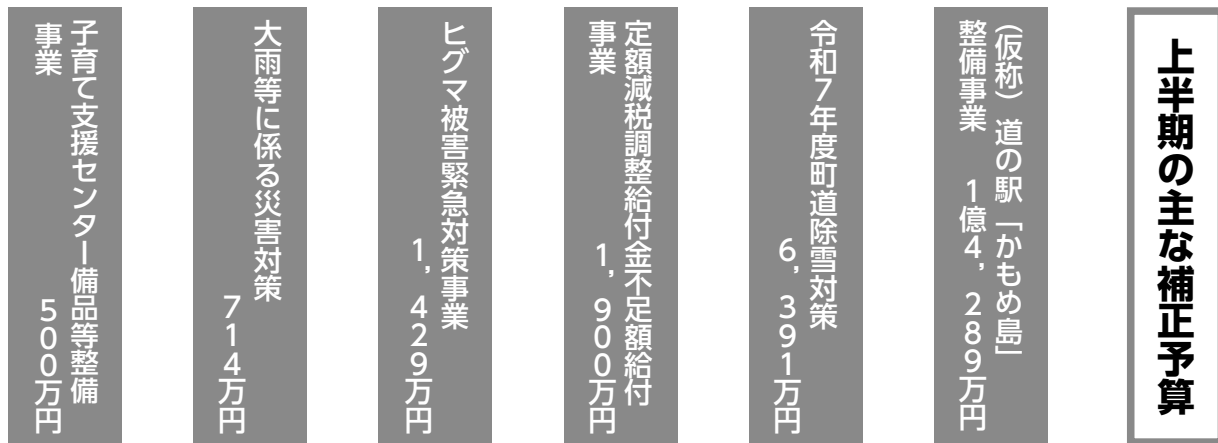 上半期の主な補正予算
(仮称)道の駅「かもめ島」
整備事業 1億4,289万円
令和7年度町道除雪対策
6,391万円
定額減税調整給付金不足額給付
事業 1,900万円
ヒグマ被害緊急対策事業
1,429万円
大雨等に係る災害対策
714万円
子育て支援センター備品等整備
事業 500万円